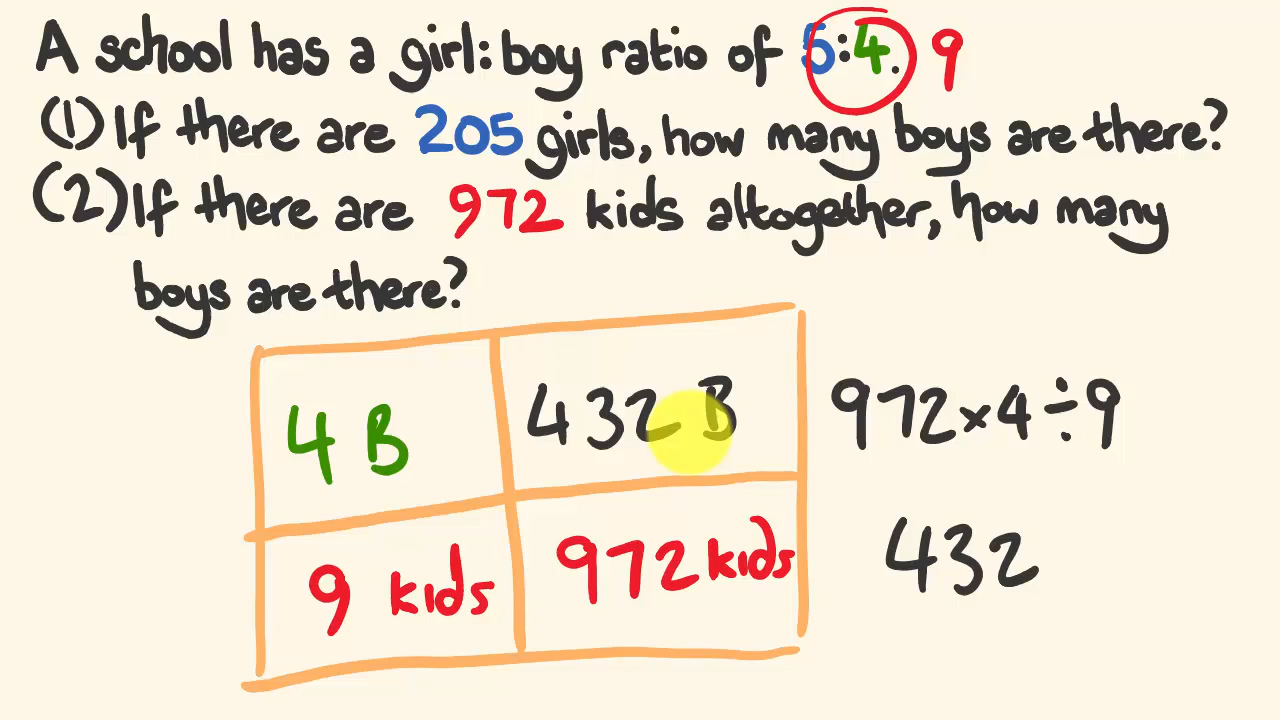 A school has a girl:boy ratio of 5:4. 9
(1) If there are 205 girls, how many boys are there?
(2) If there are 972 kids altogether, how many
boys are there?
4 B 432 B 972×4÷9
9 kids 972 kids 432